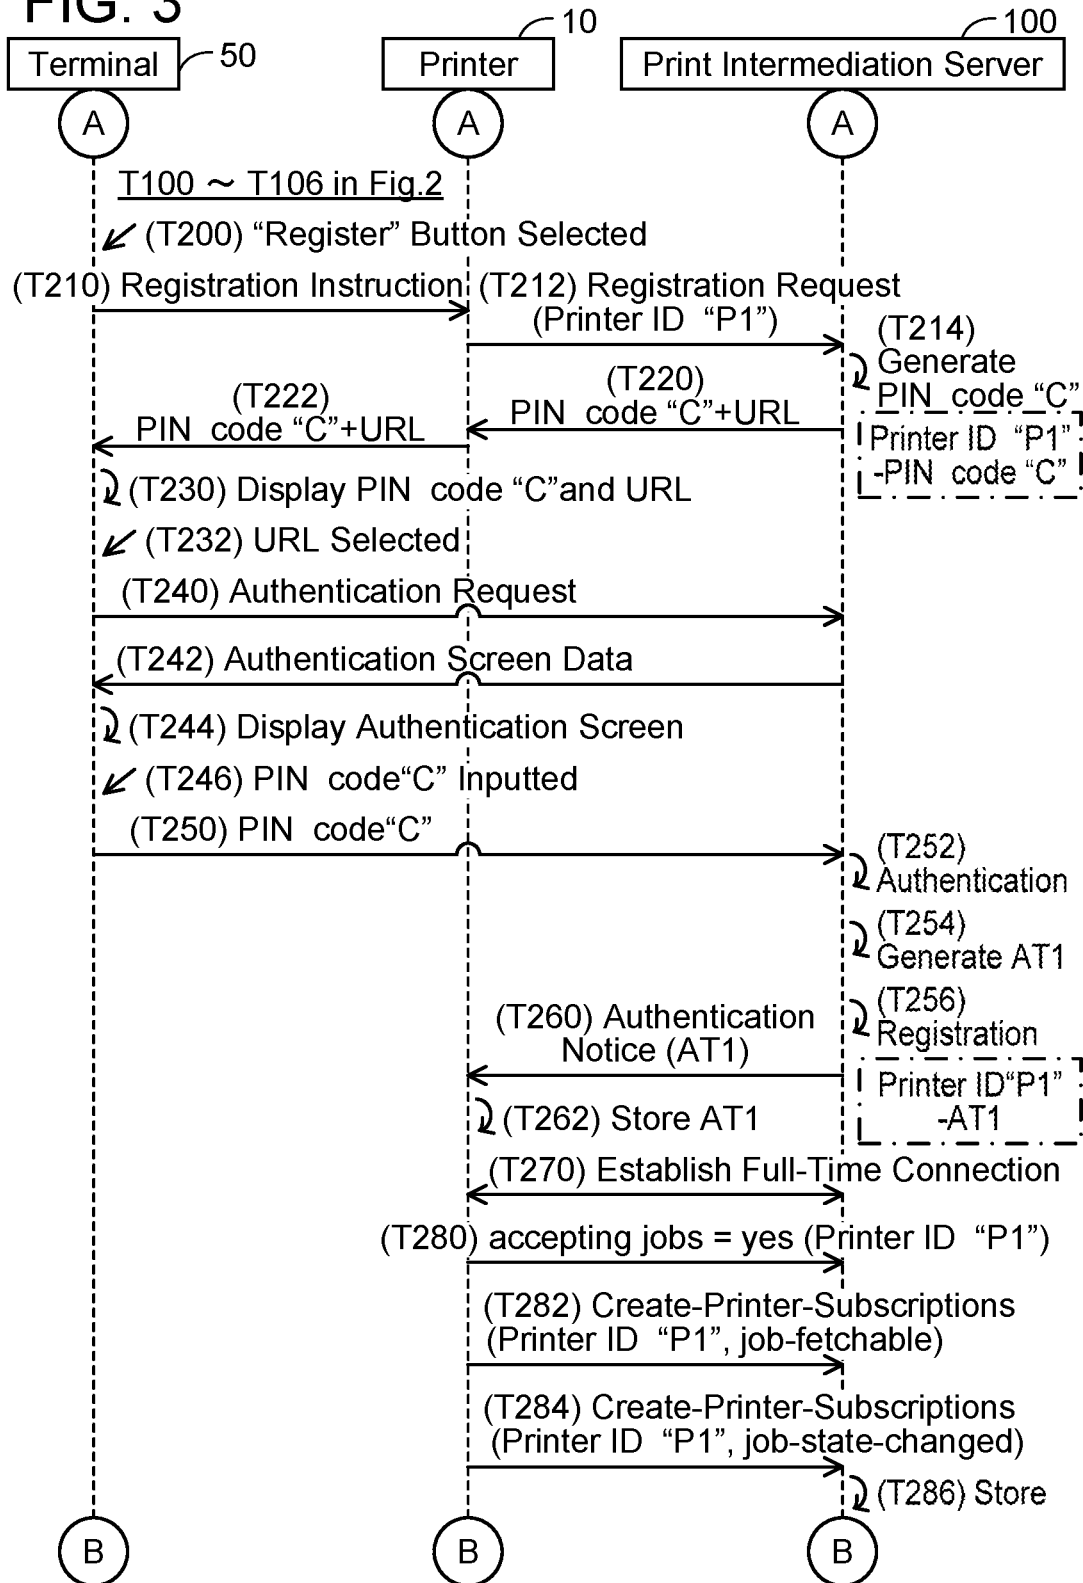 FIG. 3
50
10
100
Terminal
Printer
Print Intermediation Server
A
A
A
T100 ~ T106 in Fig.2
(T200) “Register” Button Selected
(T210) Registration Instruction
(T212) Registration Request
(Printer ID “P1”)
(T214)
Generate
PIN code “C”
(T220)
PIN code “C”+URL
(T222)
PIN code “C”+URL
Printer ID “P1”
-PIN code “C”
(T230) Display PIN code “C”and URL
(T232) URL Selected
(T240) Authentication Request
(T242) Authentication Screen Data
(T244) Display Authentication Screen
(T246) PIN code“C” Inputted
(T250) PIN code“C”
(T252)
Authentication
(T254)
Generate AT1
(T256)
Registration
(T260) Authentication
Notice (AT1)
Printer ID“P1”
-AT1
(T262) Store AT1
(T270) Establish Full-Time Connection
(T280) accepting jobs = yes (Printer ID “P1”)
(T282) Create-Printer-Subscriptions
(Printer ID “P1”, job-fetchable)
(T284) Create-Printer-Subscriptions
(Printer ID “P1”, job-state-changed)
(T286) Store
B
B
B